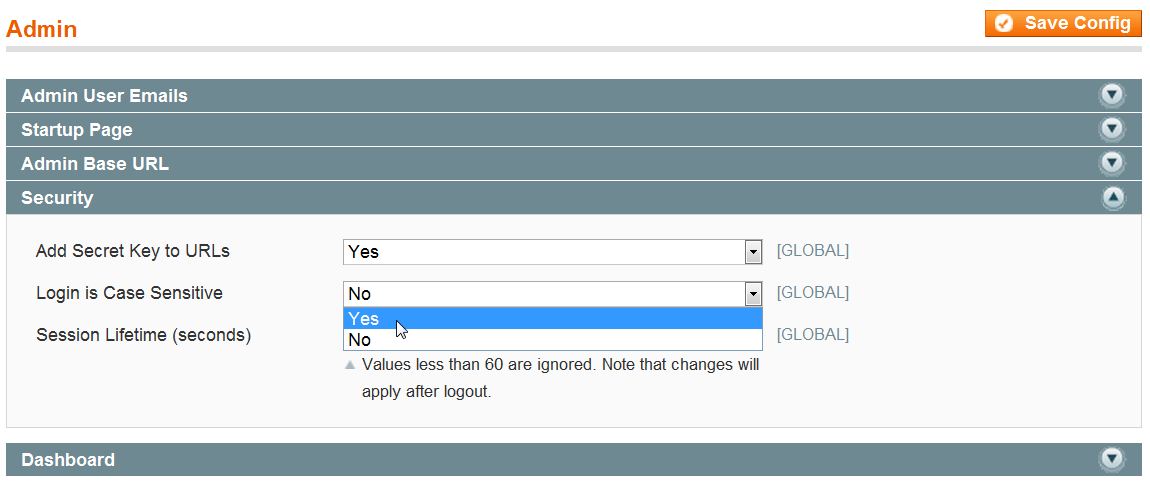 Admin
Save Config
Admin User Emails
Startup Page
Admin Base URL
Security
Add Secret Key to URLs Yes [GLOBAL]
Login is Case Sensitive No [GLOBAL]
Yes
Session Lifetime (seconds) No [GLOBAL]
Values less than 60 are ignored. Note that changes will
apply after logout.
Dashboard